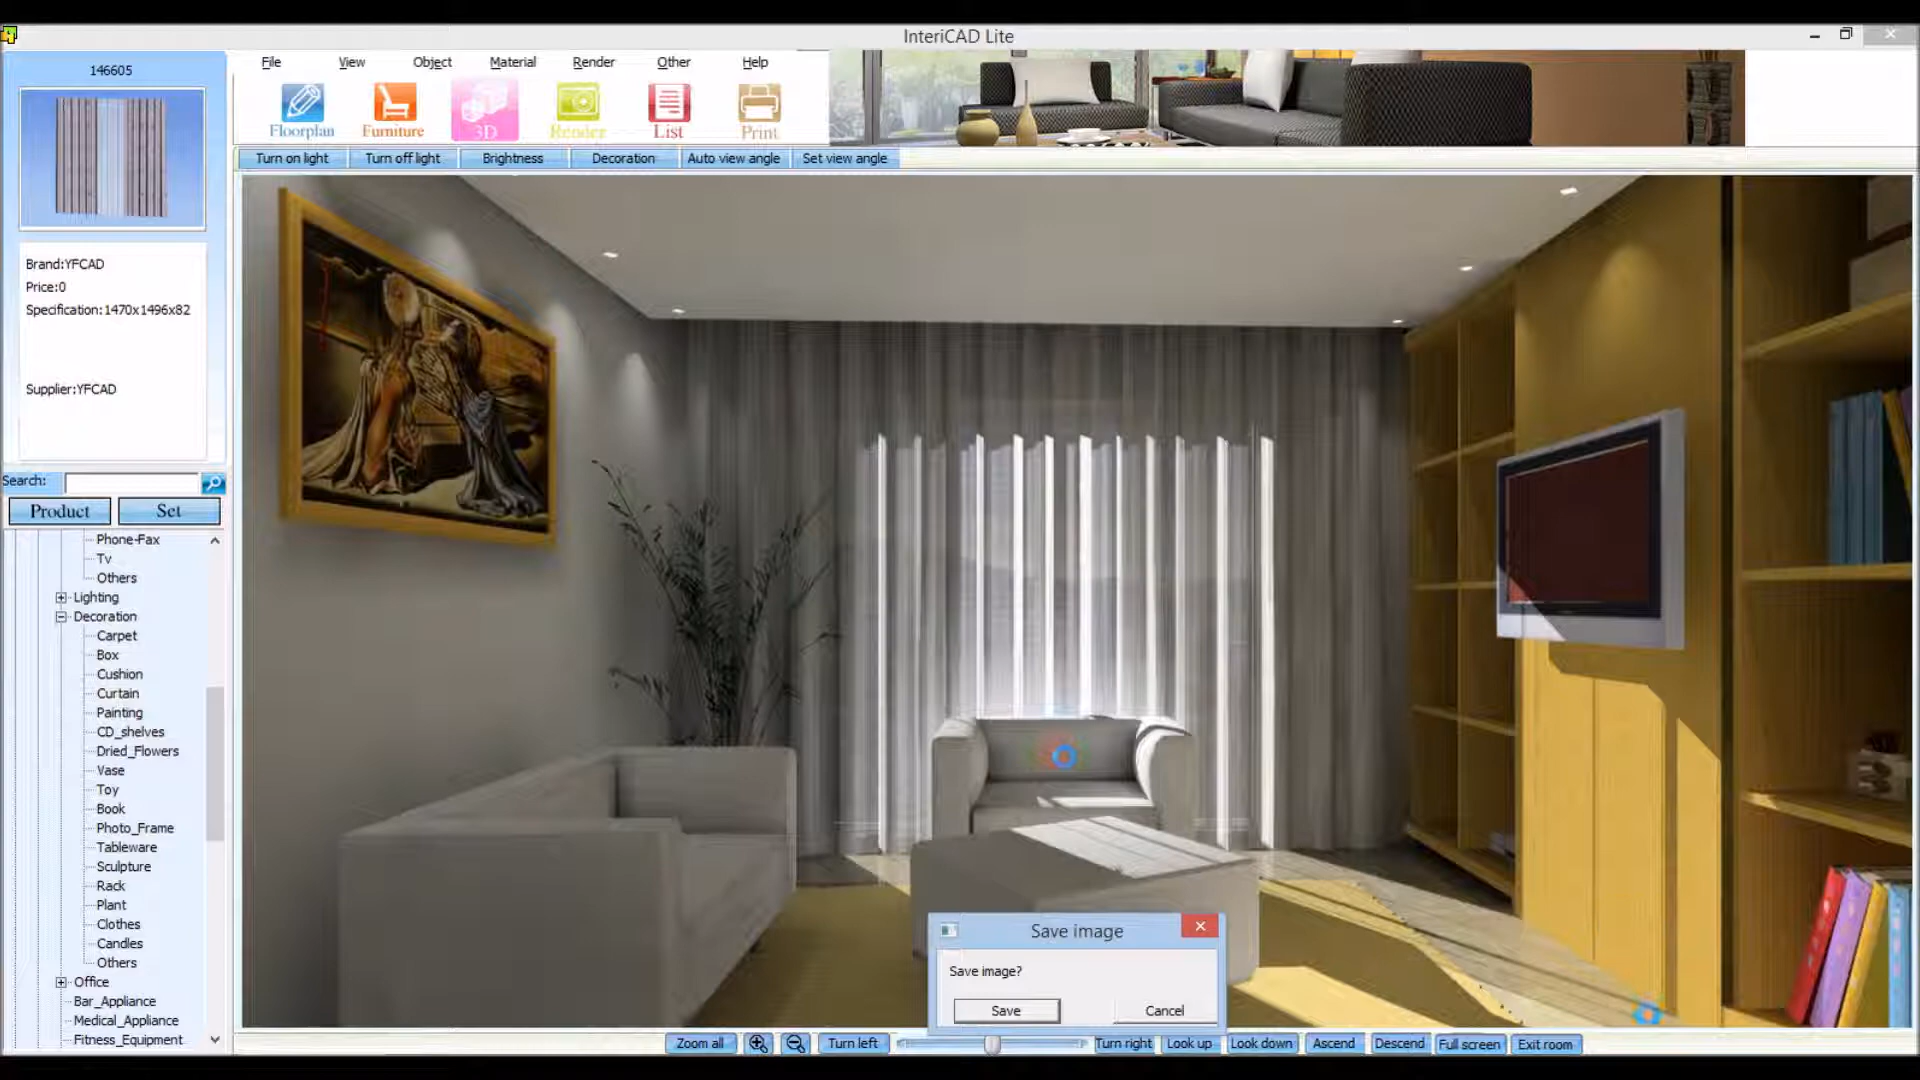 InteriCAD Lite
146605
File View Object Material Render Other Help
Floorplan Furniture 3D Render List Print
Turn on light Turn off light Brightness Decoration Auto view angle Set view angle
Brand:YFCAD
Price:0
Specification:1470x1496x82
Supplier:YFCAD
Search:
Product Set
Phone-Fax
Tv
Others
Lighting
Decoration
Carpet
Box
Cushion
Curtain
Painting
CD_shelves
Dried_Flowers
Vase
Toy
Book
Photo_Frame
Tableware
Sculpture
Rack
Plant
Clothes
Candles
Others
Office
Bar_Appliance
Medical_Appliance
Fitness_Equipment
Save image
Save image?
Save Cancel
Zoom all Turn left Turn right Look up Look down Ascend Descend Full screen Exit room